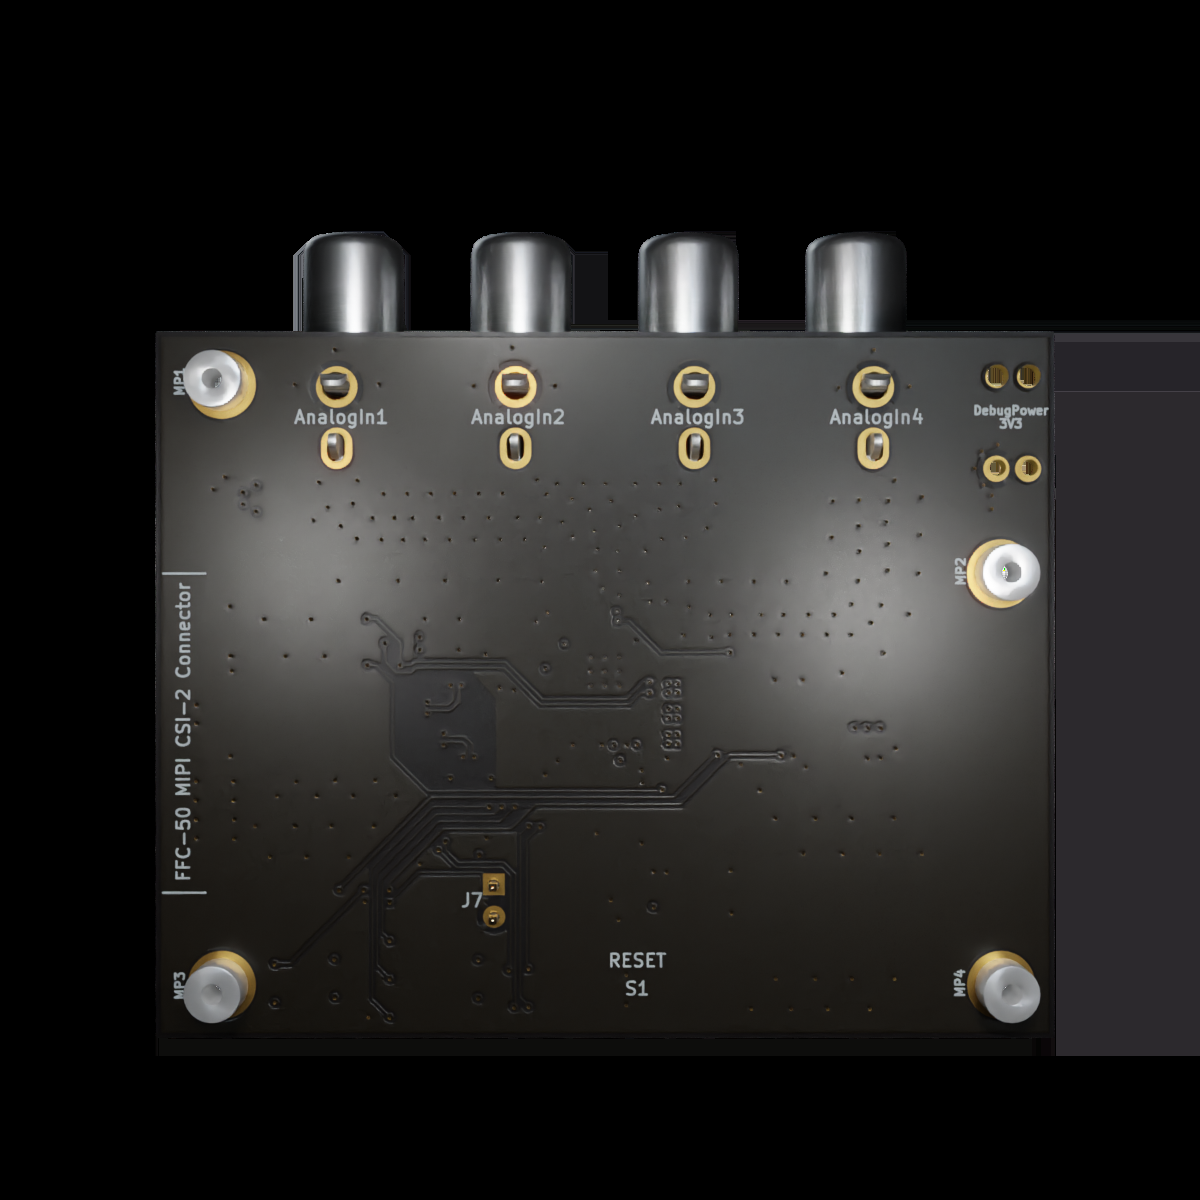 MP1
AnalogIn1
AnalogIn2
AnalogIn3
AnalogIn4
DebugPower
3V3
MP2
FFC-50 MIPI CSI-2 Connector
J7
RESET
S1
MP3
MP4